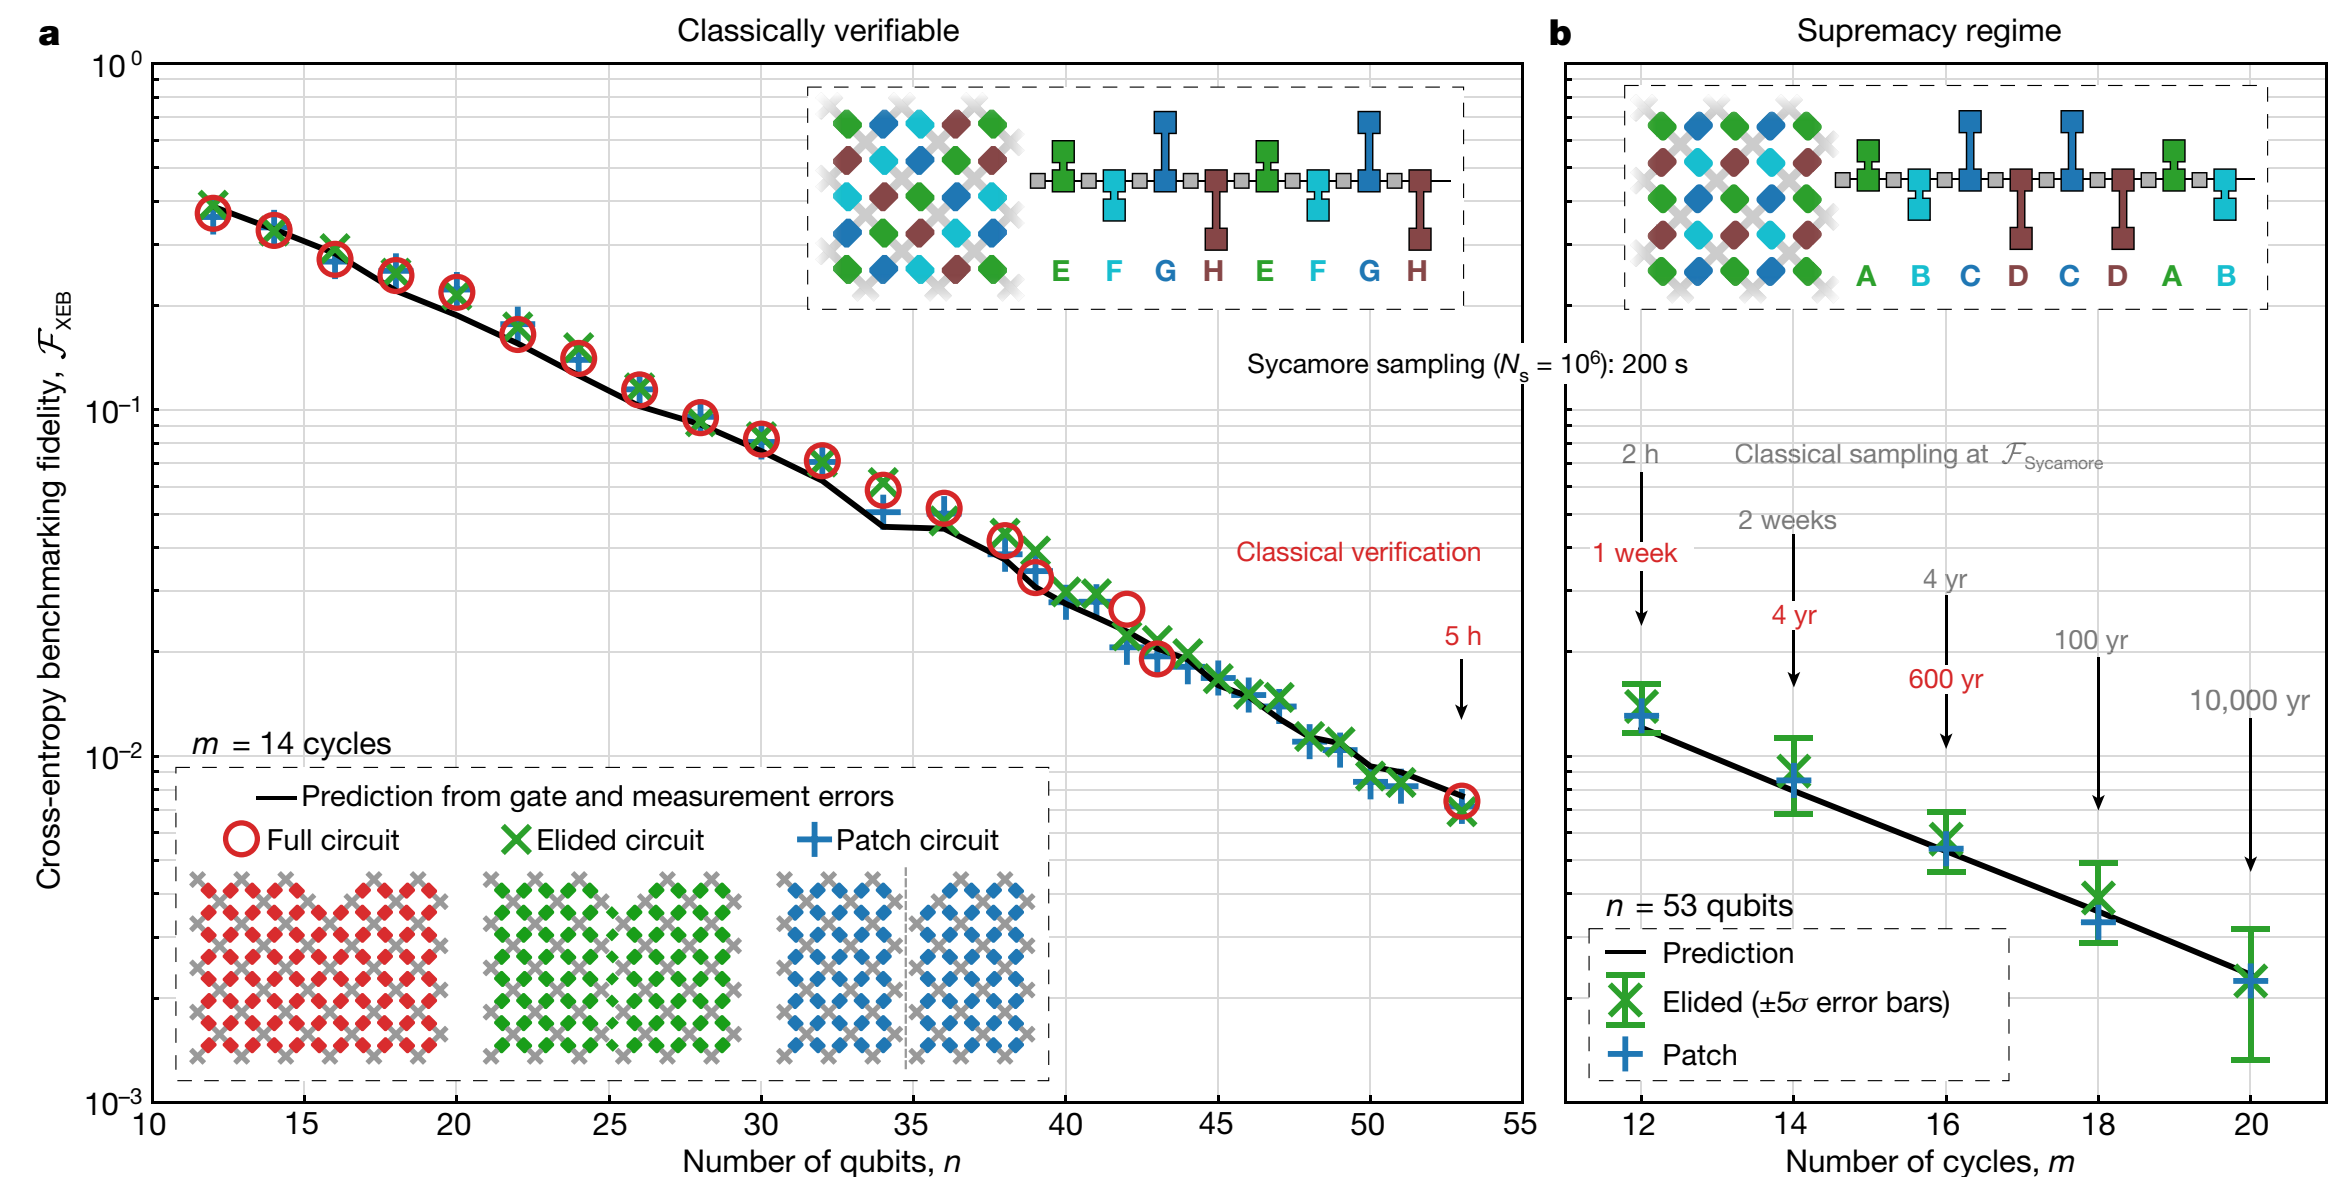 a
Classically verifiable
b
Supremacy regime
Cross-entropy benchmarking fidelity, ℱXEB
10⁰
10⁻¹
10⁻²
10⁻³
E F G H E F G H
A B C D C D A B
Sycamore sampling (Nₛ = 10⁶): 200 s
Classical verification
5 h
m = 14 cycles
Prediction from gate and measurement errors
Full circuit
Elided circuit
Patch circuit
10 15 20 25 30 35 40 45 50 55
Number of qubits, n
2 h
Classical sampling at ℱSycamore
1 week
2 weeks
4 yr
4 yr
600 yr
100 yr
10,000 yr
n = 53 qubits
Prediction
Elided (±5σ error bars)
Patch
12 14 16 18 20
Number of cycles, m